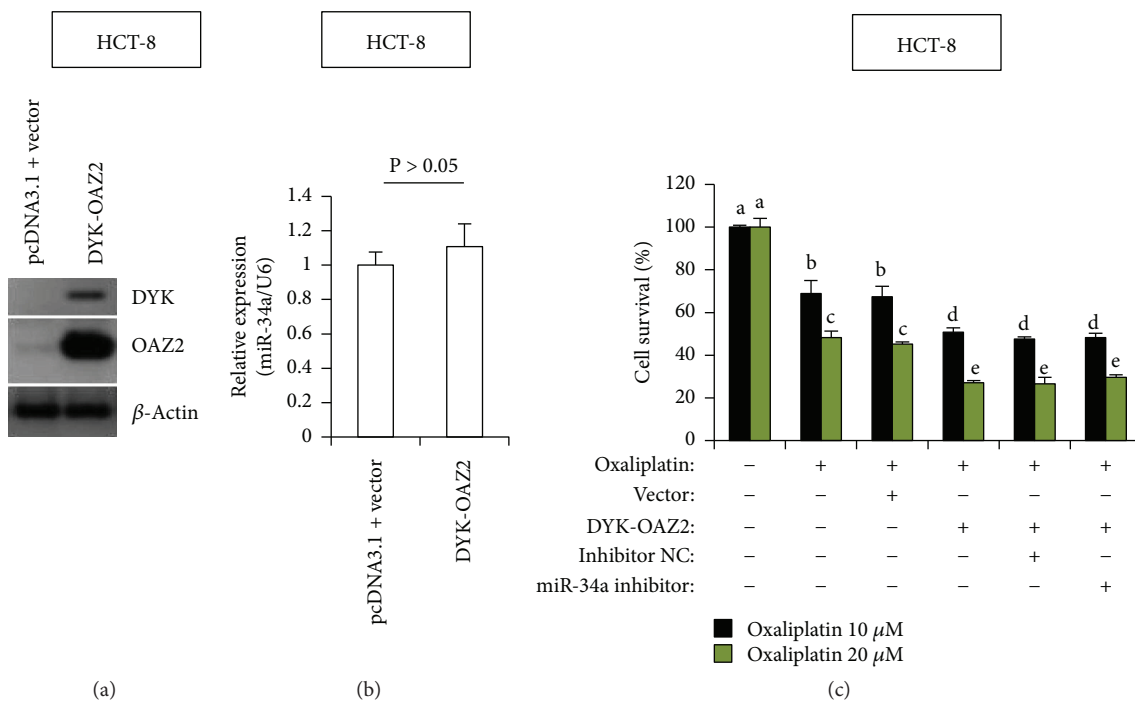 HCT-8
pcDNA3.1 + vector
DYK-OAZ2
DYK
OAZ2
β-Actin
(a)
HCT-8
P > 0.05
Relative expression
(miR-34a/U6)
1.4
1.2
1
0.8
0.6
0.4
0.2
0
pcDNA3.1 + vector
DYK-OAZ2
(b)
HCT-8
Cell survival (%)
120
100
80
60
40
20
0
a a b c b c d e d e d e
Oxaliplatin: − + + + + +
Vector: − − + − − −
DYK-OAZ2: − − − + + +
Inhibitor NC: − − − − + −
miR-34a inhibitor: − − − − − +
Oxaliplatin 10 μM
Oxaliplatin 20 μM
(c)